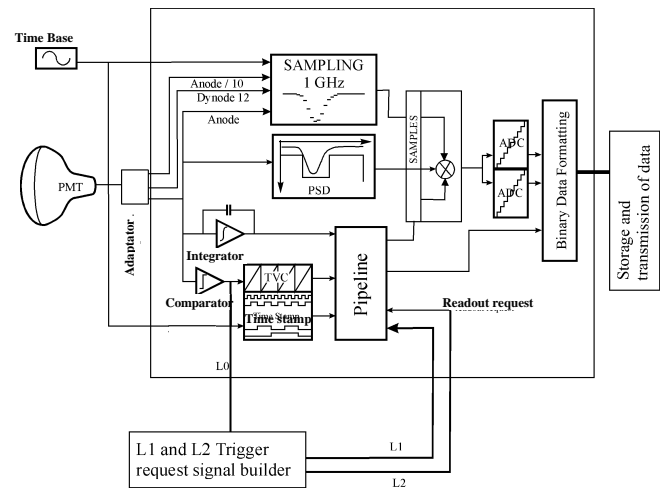 Time Base
SAMPLING
1 GHz
Anode / 10
Dynode 12
Anode
PMT
Adaptator
PSD
SAMPLES
ADC
ADC
Binary Data Formatting
Storage and
transmission of data
Integrator
Comparator
TVC
Time stamp
Pipeline
Readout request
L0
L1
L2
L1 and L2 Trigger
request signal builder